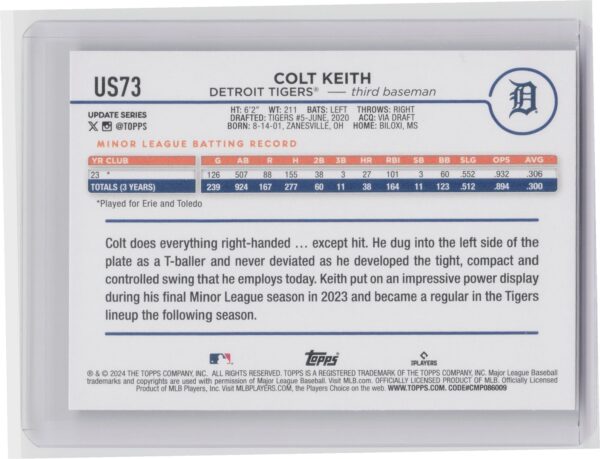 US73
COLT KEITH
DETROIT TIGERS® — third baseman
UPDATE SERIES
@TOPPS
HT: 6'2" WT: 211 BATS: LEFT THROWS: RIGHT
DRAFTED: TIGERS #5-JUNE, 2020 ACQ: VIA DRAFT
BORN: 8-14-01, ZANESVILLE, OH HOME: BILOXI, MS
MINOR LEAGUE BATTING RECORD
YR CLUB G AB R H 2B 3B HR RBI SB BB SLG OPS AVG
23 * 126 507 88 155 38 3 27 101 3 60 .552 .932 .306
TOTALS (3 YEARS) 239 924 167 277 60 11 38 164 11 123 .512 .894 .300
*Played for Erie and Toledo
Colt does everything right-handed ... except hit. He dug into the left side of the
plate as a T-baller and never deviated as he developed the tight, compact and
controlled swing that he employs today. Keith put on an impressive power display
during his final Minor League season in 2023 and became a regular in the Tigers
lineup the following season.
Topps
PLAYERS
® & © 2024 THE TOPPS COMPANY, INC. ALL RIGHTS RESERVED. TOPPS IS A REGISTERED TRADEMARK OF THE TOPPS COMPANY, INC. Major League Baseball
trademarks and copyrights are used with permission of Major League Baseball. Visit MLB.com. OFFICIALLY LICENSED PRODUCT OF MLB. Officially Licensed
Product of MLB Players, Inc. Visit MLBPLAYERS.COM, the Players Choice on the web. WWW.TOPPS.COM. CODE#CMP086009